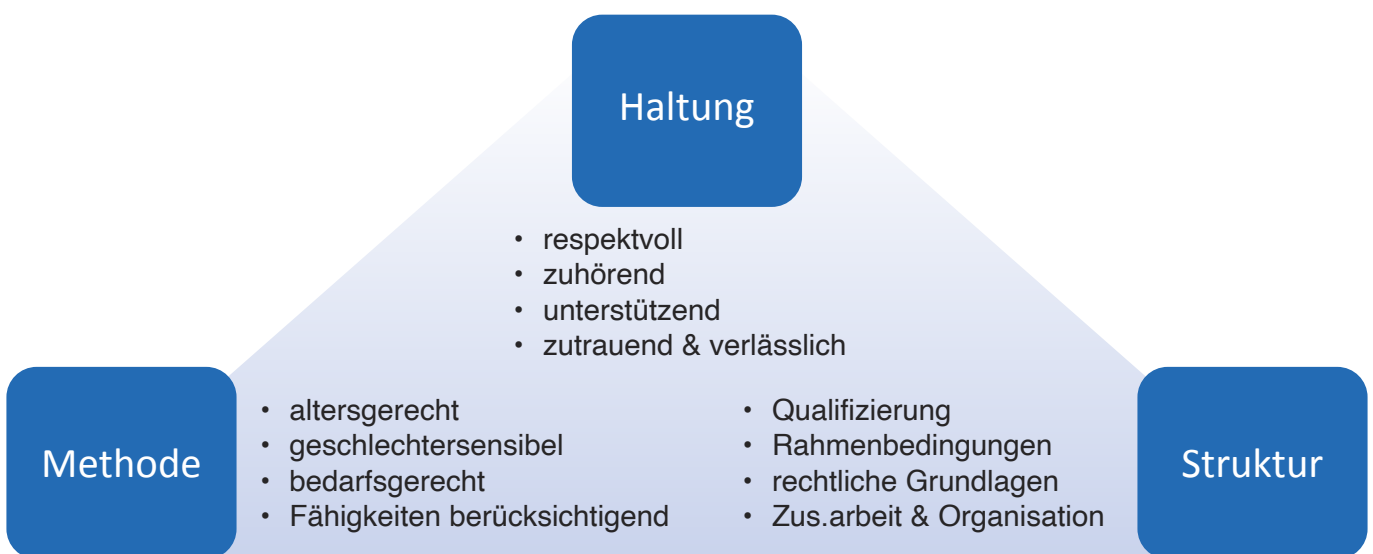 Haltung
• respektvoll
• zuhörend
• unterstützend
• zutrauend & verlässlich
Methode
• altersgerecht
• geschlechtersensibel
• bedarfsgerecht
• Fähigkeiten berücksichtigend
• Qualifizierung
• Rahmenbedingungen
• rechtliche Grundlagen
• Zus.arbeit & Organisation
Struktur